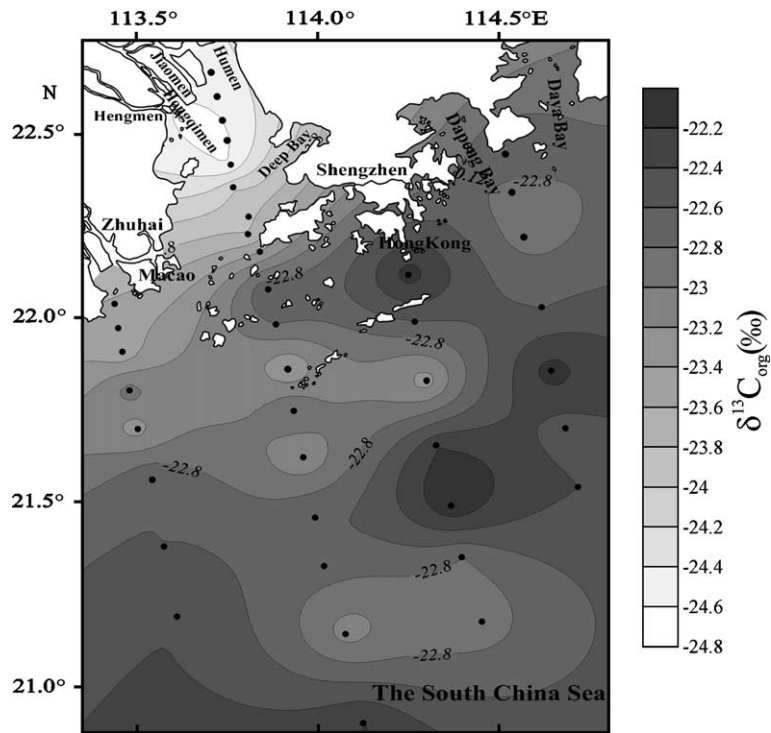 113.5° 114.0° 114.5°E
N
22.5°
22.0°
21.5°
21.0°
Humen
Jiaomen
Hongqimen
Hengmen
Deep Bay
Shengzhen
Dapeng Bay
Daya Bay
-22.8
Zhuhai
Macao
HongKong
-22.8
-22.8
-22.8
-22.8
-22.8
-22.8
The South China Sea
-22.2
-22.4
-22.6
-22.8
-23
-23.2
-23.4
-23.6
-23.8
-24
-24.2
-24.4
-24.6
-24.8
δ¹³C_org(‰)